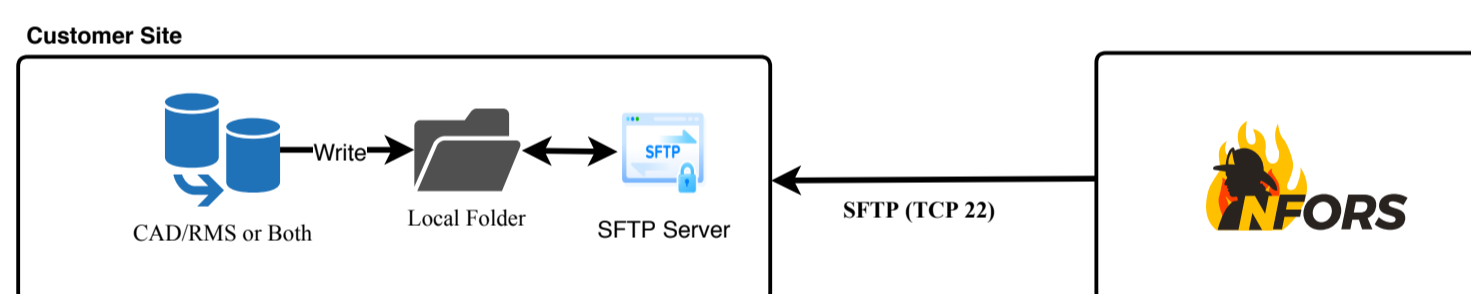 Customer Site
Write
SFTP
CAD/RMS or Both
Local Folder
SFTP Server
SFTP (TCP 22)
NFORS